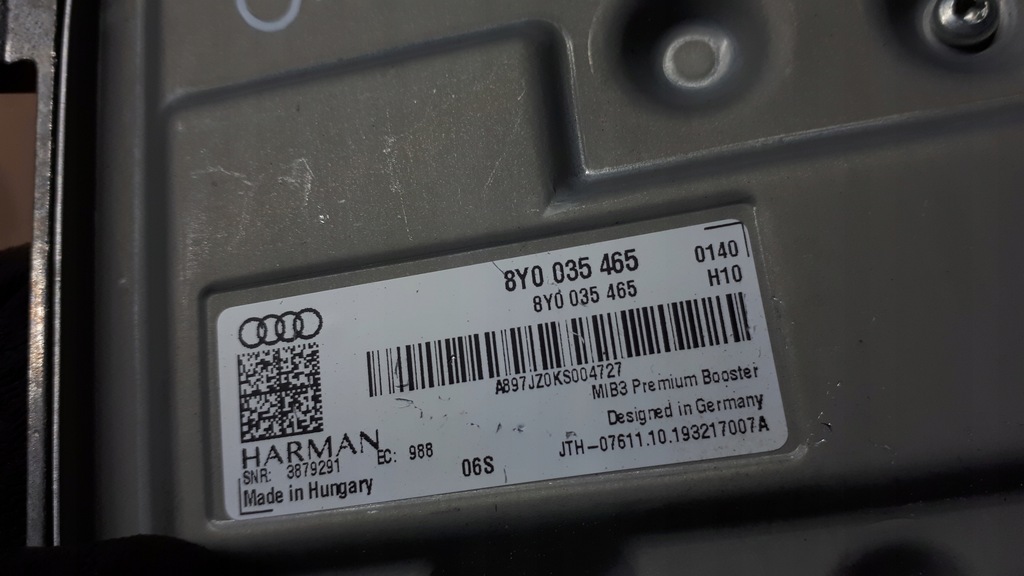 8Y0 035 465
8Y0 035 465
0140
H10
A897JZ0KS004727
MIB3 Premium Booster
Designed in Germany
JTH-07611.10.193217007A
HARMAN
SNR: 3879291
EC: 988
06S
Made in Hungary